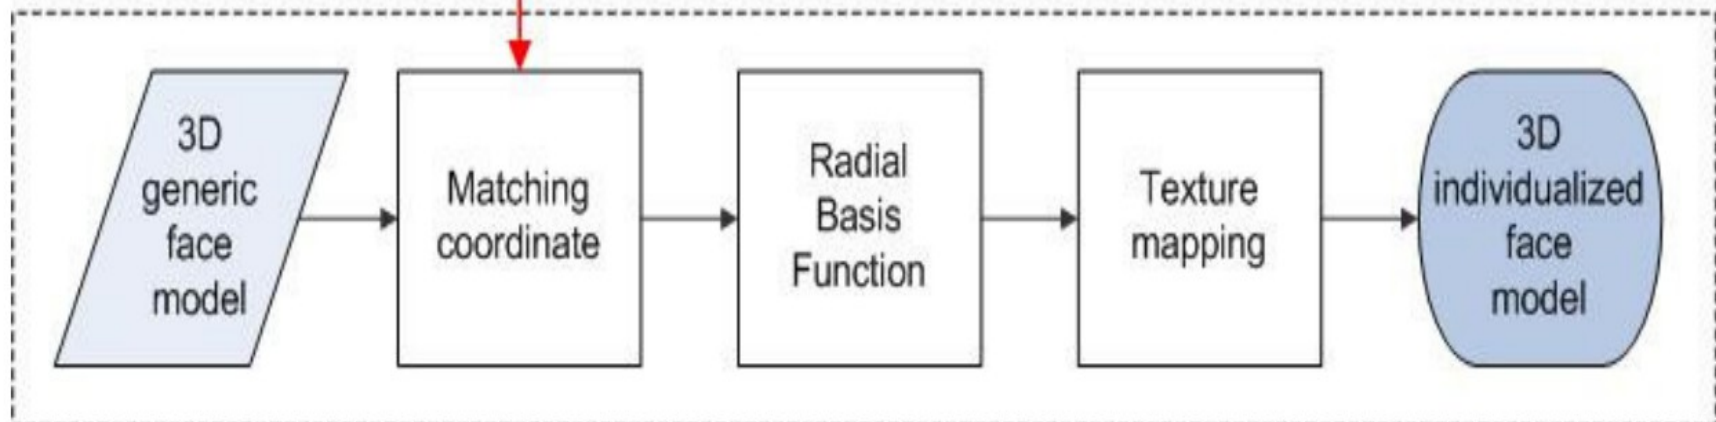 3D
generic
face
model
Matching
coordinate
Radial
Basis
Function
Texture
mapping
3D
individualized
face
model